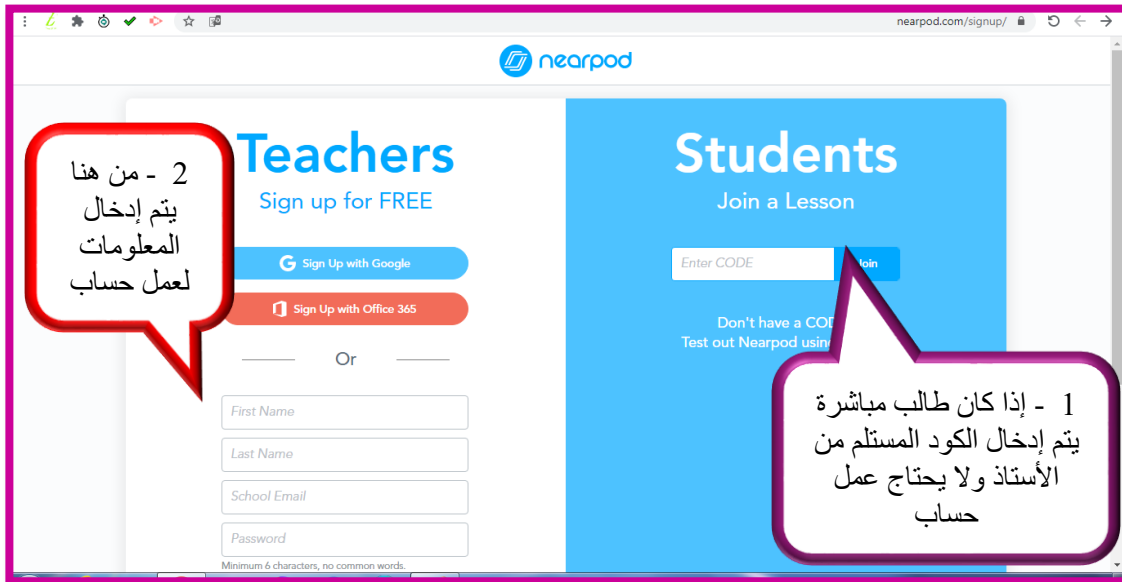 nearpod.com/signup/
nearpod
Teachers
Sign up for FREE
Sign Up with Google
Sign Up with Office 365
Or
First Name
Last Name
School Email
Password
Minimum 6 characters, no common words.
2 - من هنا
يتم إدخال
المعلومات
لعمل حساب
Students
Join a Lesson
Enter CODE
Don't have a
Test out Nearpod using
1 - إذا كان طالب مباشرة
يتم إدخال الكود المستلم من
الأستاذ ولا يحتاج عمل
حساب